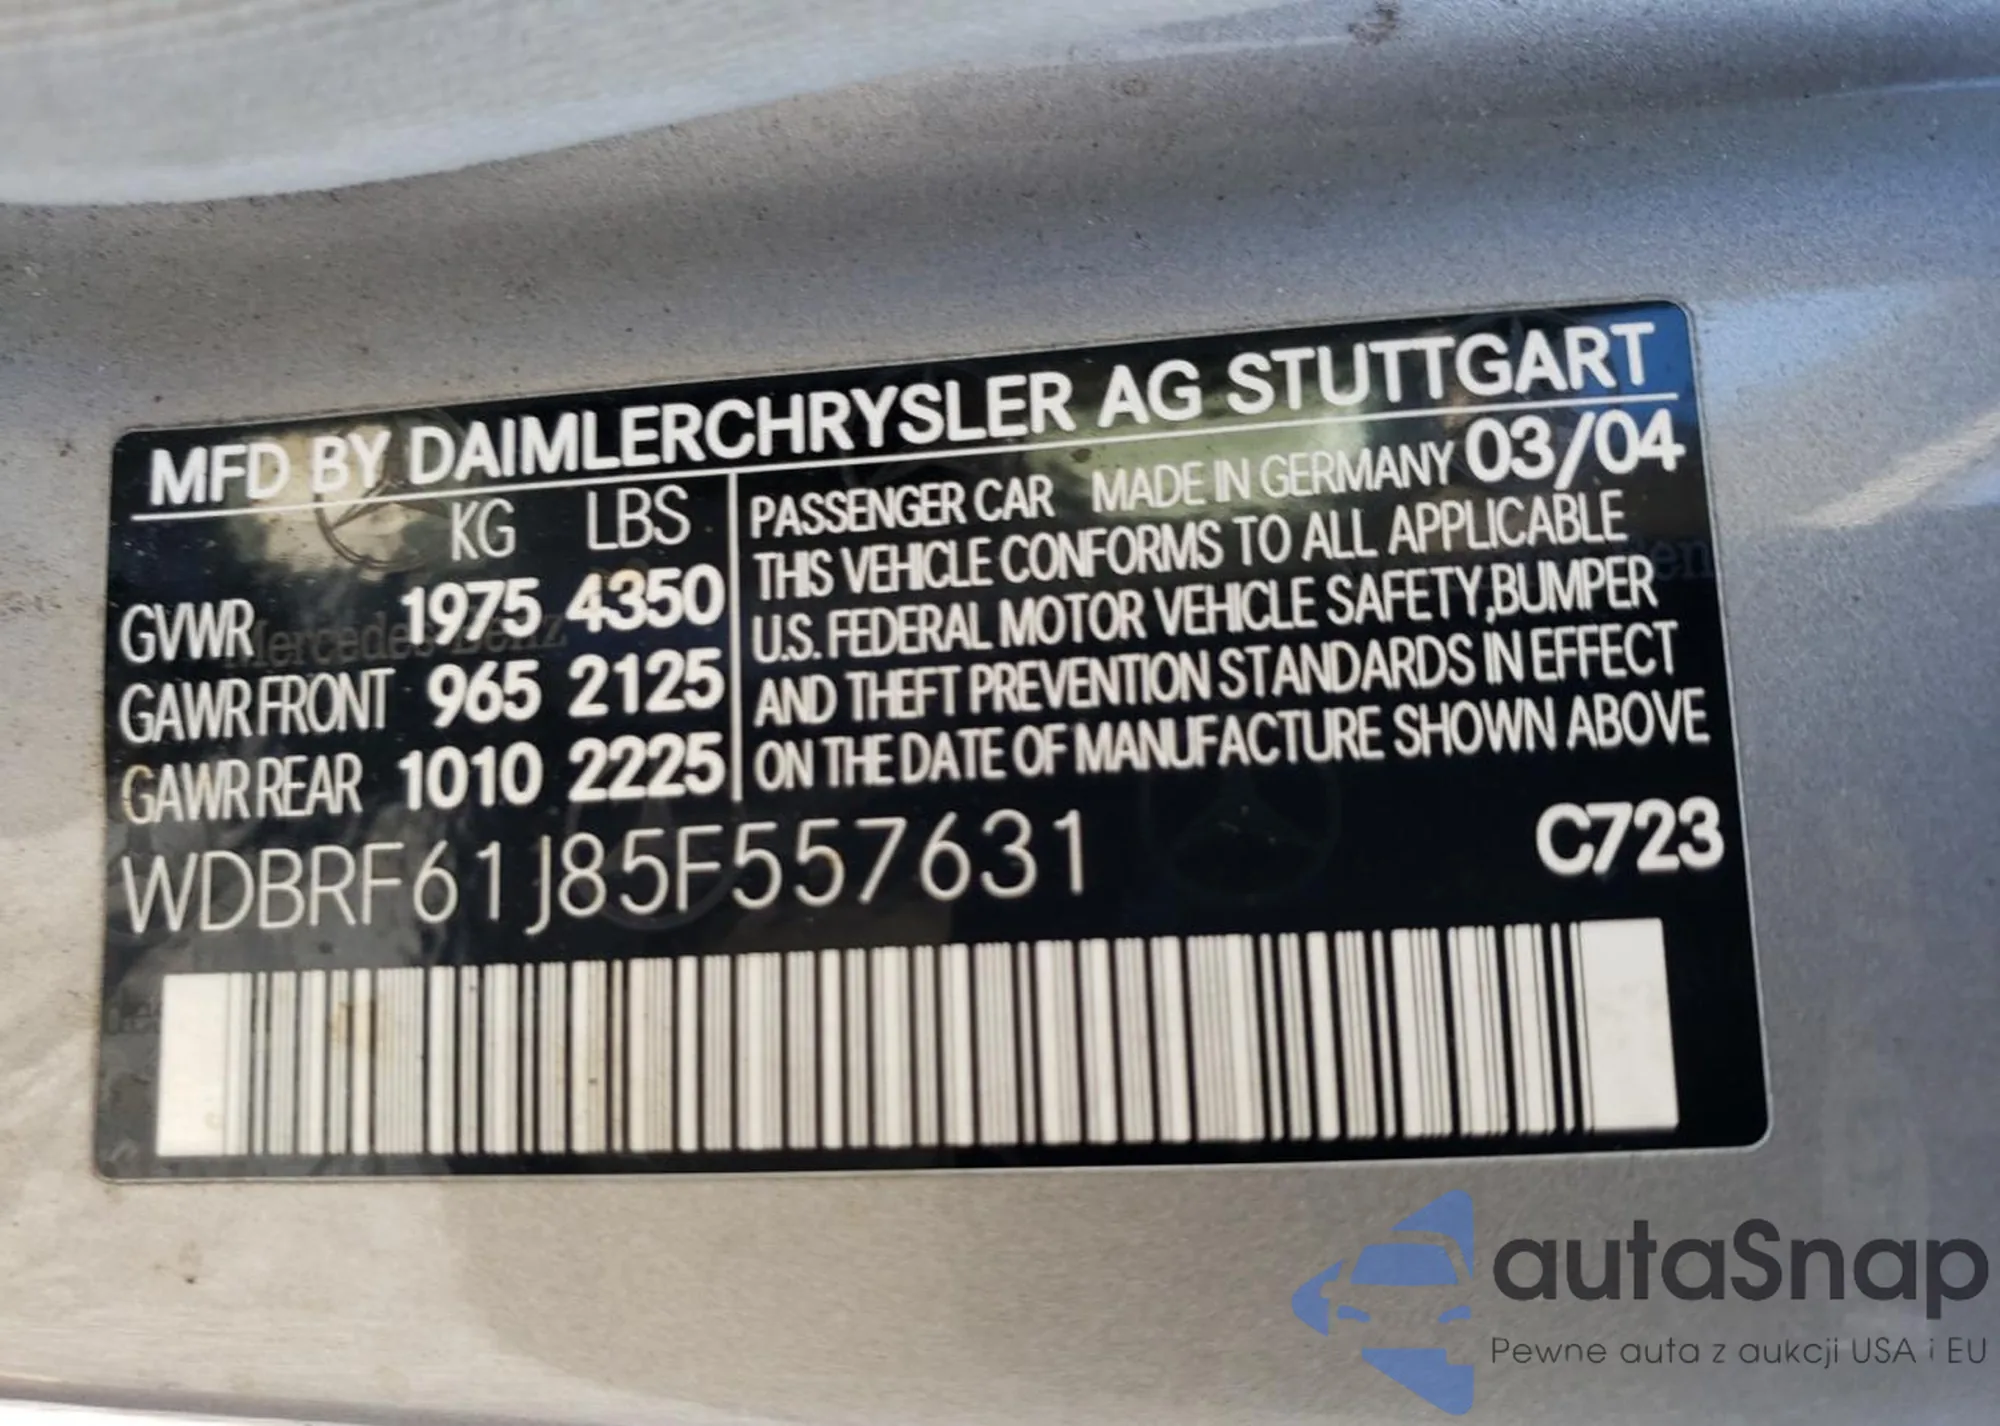 MFD BY DAIMLERCHRYSLER AG STUTTGART
KG LBS
GVWR 1975 4350
GAWR FRONT 965 2125
GAWR REAR 1010 2225
PASSENGER CAR MADE IN GERMANY 03/04
THIS VEHICLE CONFORMS TO ALL APPLICABLE
U.S. FEDERAL MOTOR VEHICLE SAFETY,BUMPER
AND THEFT PREVENTION STANDARDS IN EFFECT
ON THE DATE OF MANUFACTURE SHOWN ABOVE
WDBRF61J85F557631
C723
Mercedes-Benz
autaSnap
Pewne auta z aukcji USA i EU